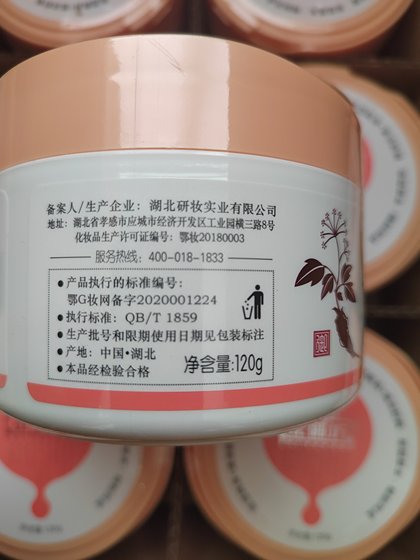 备案人/生产企业: 湖北研妆实业有限公司
地址: 湖北省孝感市应城市经济开发区工业园横三路8号
化妆品生产许可证编号: 鄂妆20180003
服务热线: 400-018-1833
• 产品执行的标准编号:
鄂G妆网备字2020001224
• 执行标准: QB/T 1859
• 生产批号和限期使用日期见包装标注
• 产地: 中国·湖北
• 本品经检验合格
净含量:120g